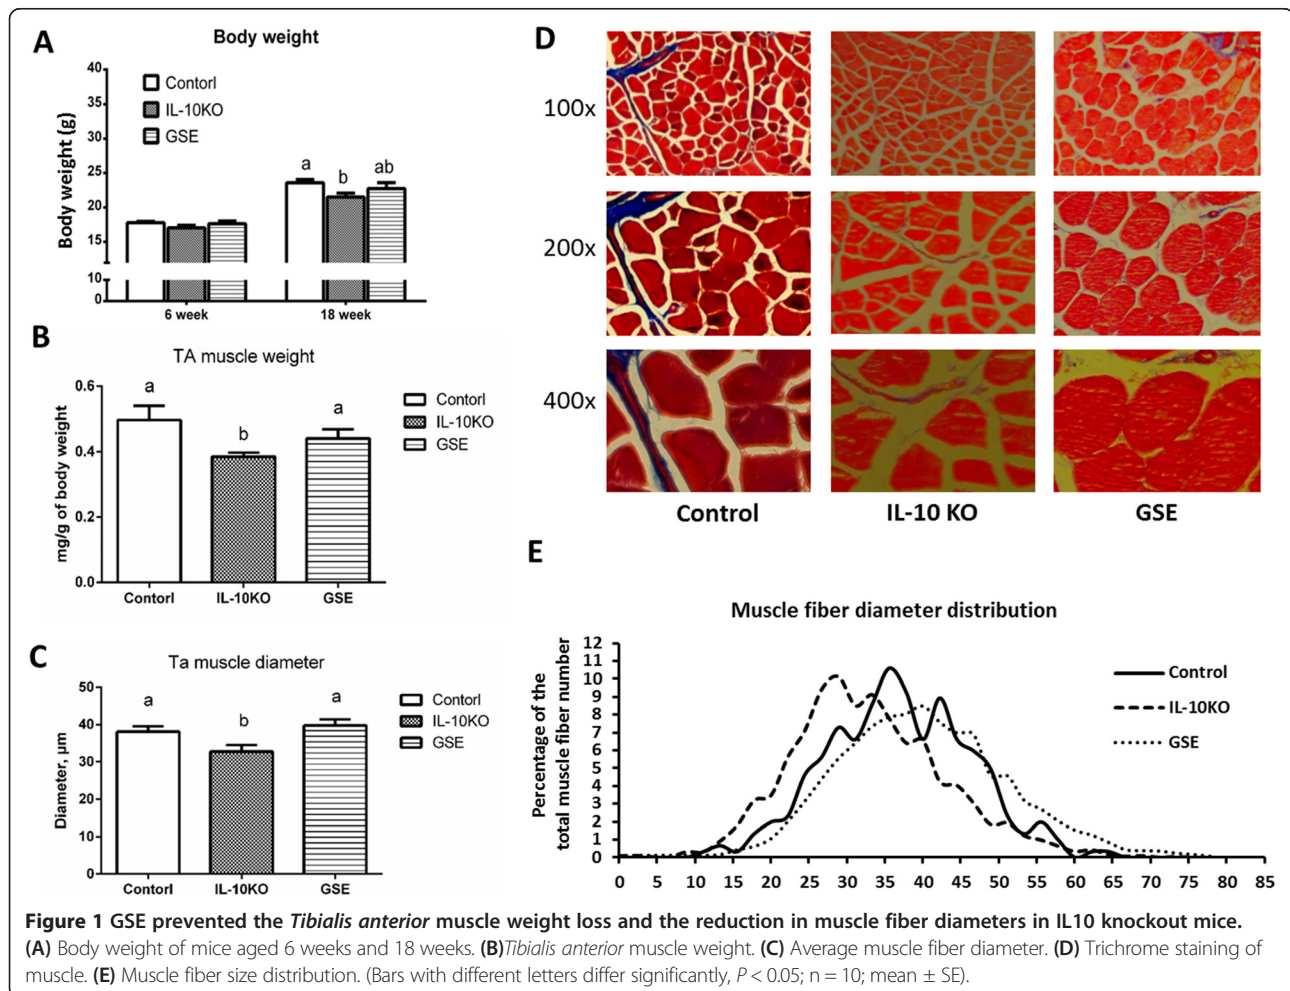 A
Body weight
Body weight (g)
40
35
30
25
20
15
10
0
Contorl
IL-10KO
GSE
a
b
ab
6 week
18 week
B
TA muscle weight
mg/g of body weight
0.6
0.4
0.2
0.0
a
b
a
Contorl
IL-10KO
GSE
Contorl
IL-10KO
GSE
C
Ta muscle diameter
Diameter, µm
50
40
30
20
10
0
a
b
a
Contorl
IL-10KO
GSE
Contorl
IL-10KO
GSE
D
100x
200x
400x
Control
IL-10 KO
GSE
E
Muscle fiber diameter distribution
Percentage of the
total muscle fiber number
12
11
10
9
8
7
6
5
4
3
2
1
0
Control
IL-10KO
GSE
0 5 10 15 20 25 30 35 40 45 50 55 60 65 70 75 80 85
Figure 1 GSE prevented the Tibialis anterior muscle weight loss and the reduction in muscle fiber diameters in IL10 knockout mice.
(A) Body weight of mice aged 6 weeks and 18 weeks. (B)Tibialis anterior muscle weight. (C) Average muscle fiber diameter. (D) Trichrome staining of
muscle. (E) Muscle fiber size distribution. (Bars with different letters differ significantly, P < 0.05; n = 10; mean ± SE).